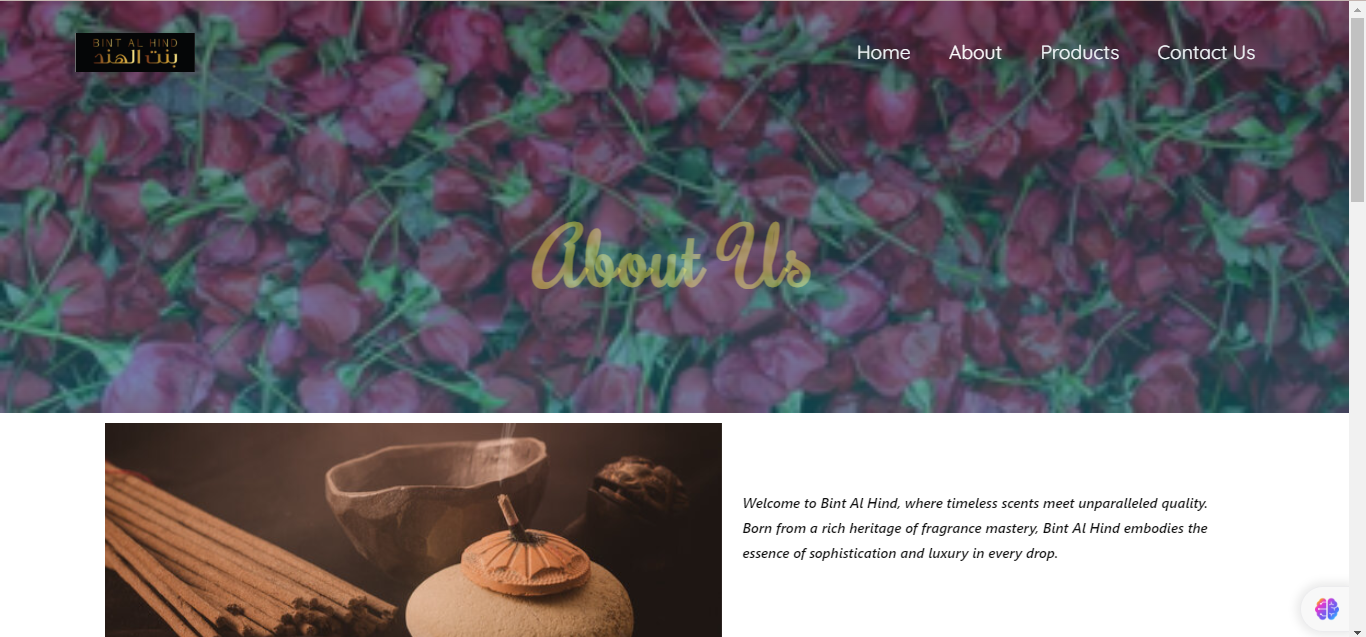 BINT AL HIND
بنت الهند
Home About Products Contact Us
About Us
Welcome to Bint Al Hind, where timeless scents meet unparalleled quality.
Born from a rich heritage of fragrance mastery, Bint Al Hind embodies the
essence of sophistication and luxury in every drop.